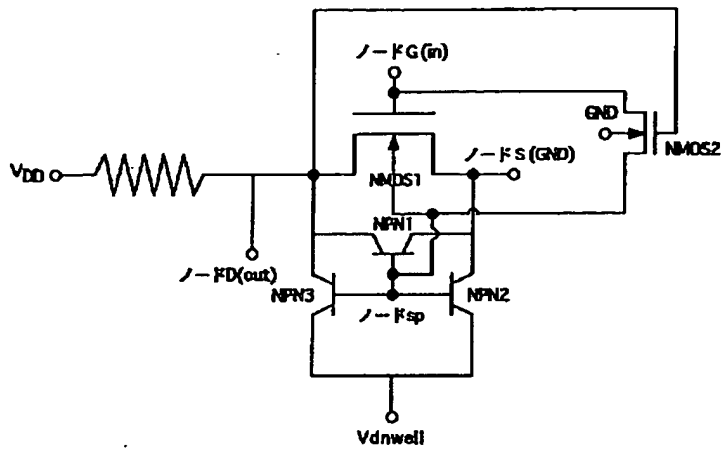 ノードG(in)
GND
NMOS2
ノードS(GND)
VDD
NMOS1
NPN1
ノードD(out)
NPN3
NPN2
ノードsp
Vdnwell